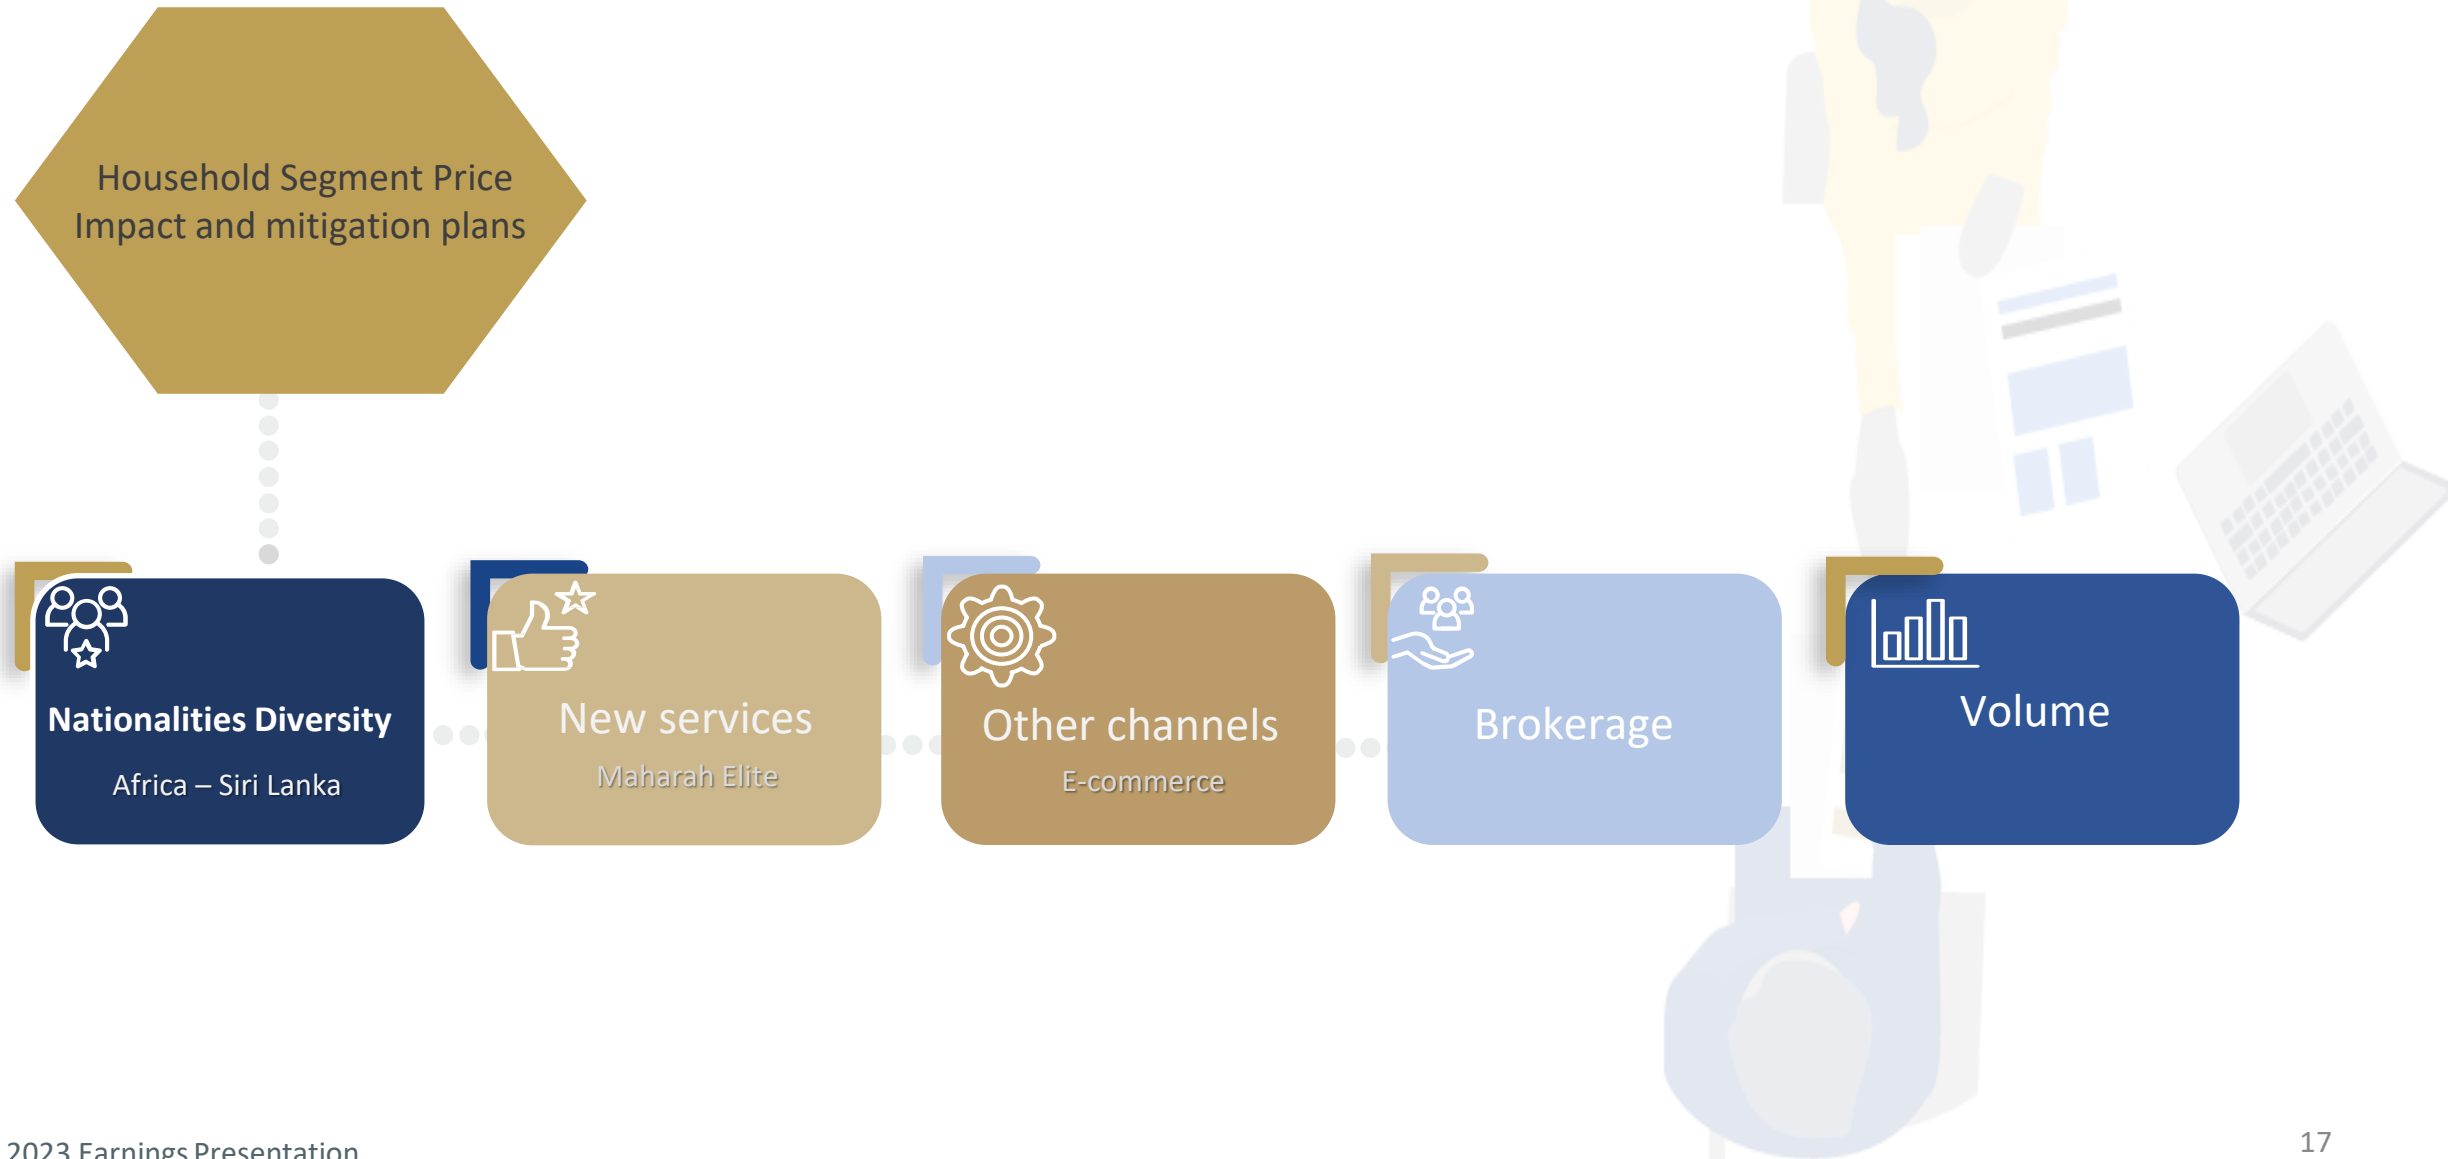 Household Segment Price
Impact and mitigation plans
Nationalities Diversity
Africa – Siri Lanka
New services
Maharah Elite
Other channels
E-commerce
Brokerage
Volume
2023 Earnings Presentation
17